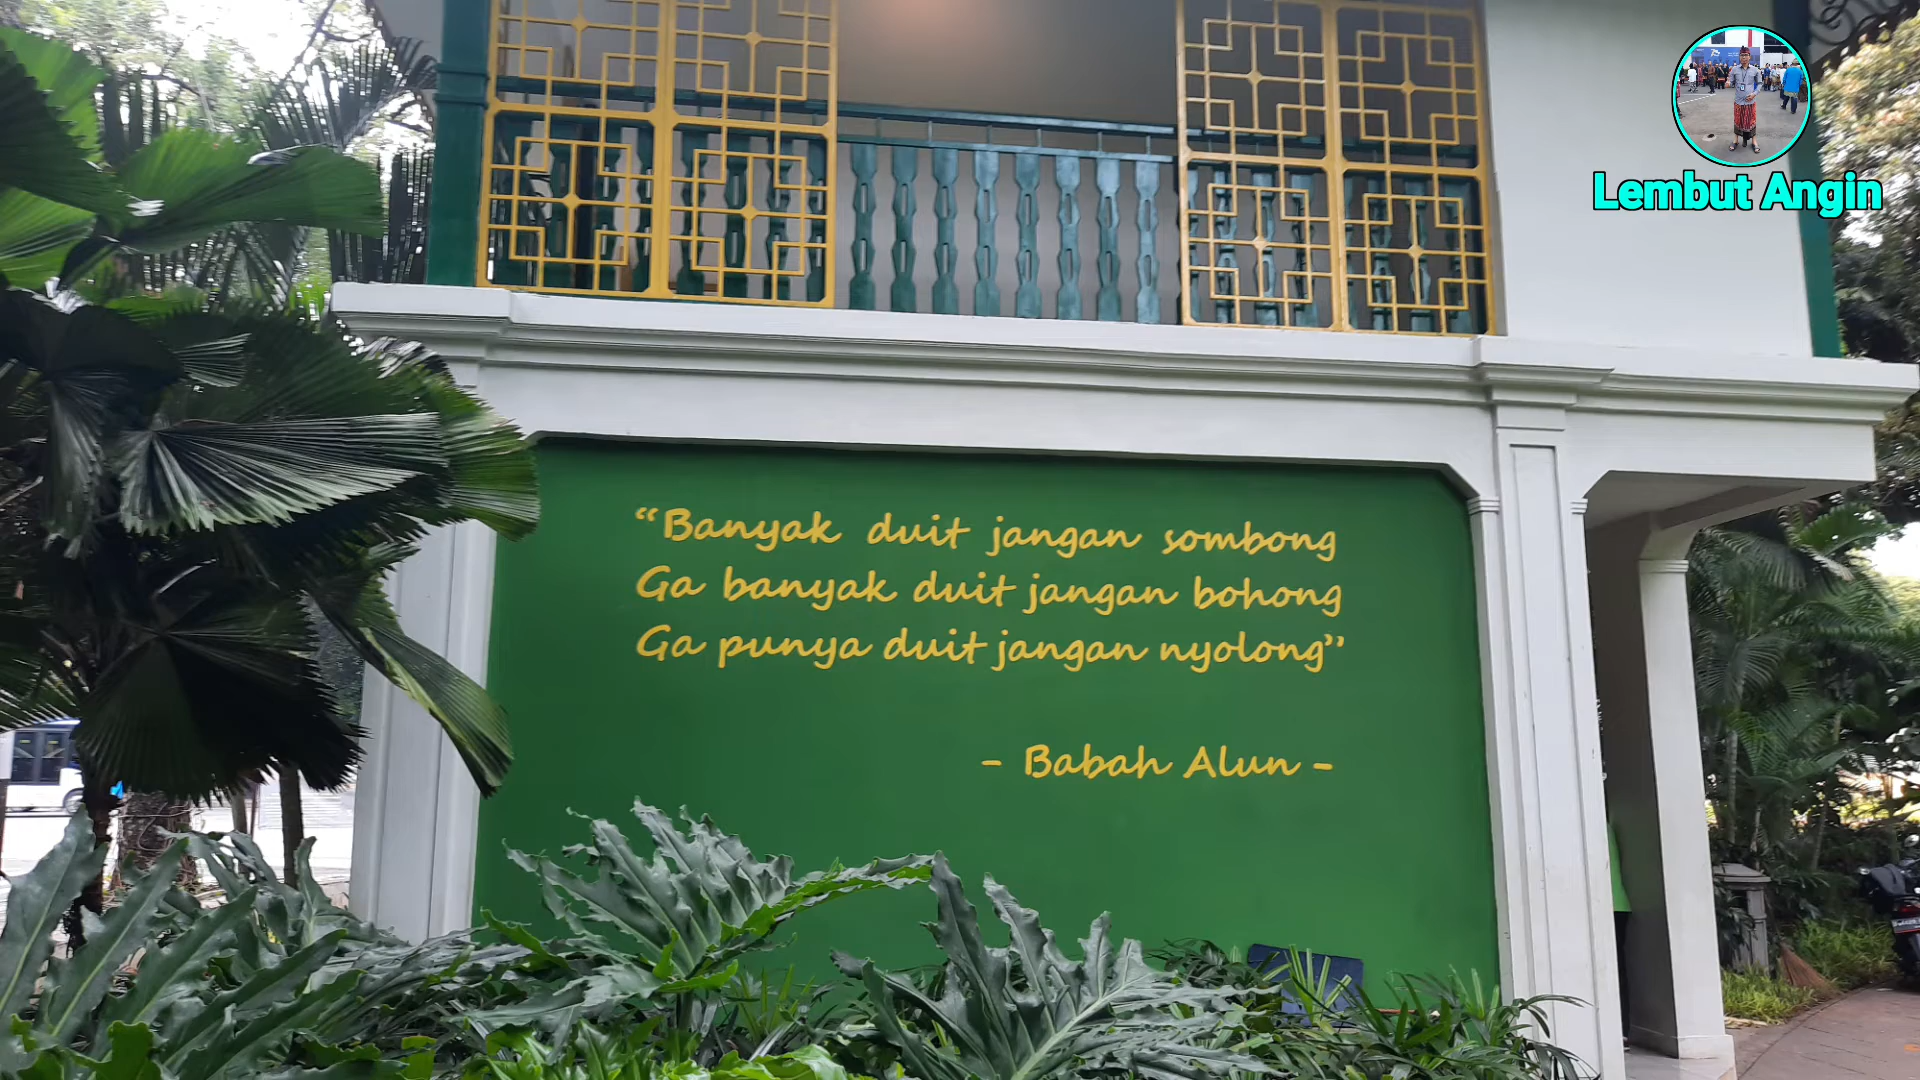 Lembut Angin
“Banyak duit jangan sombong
Ga banyak duit jangan bohong
Ga punya duit jangan nyolong”
- Babah Alun -